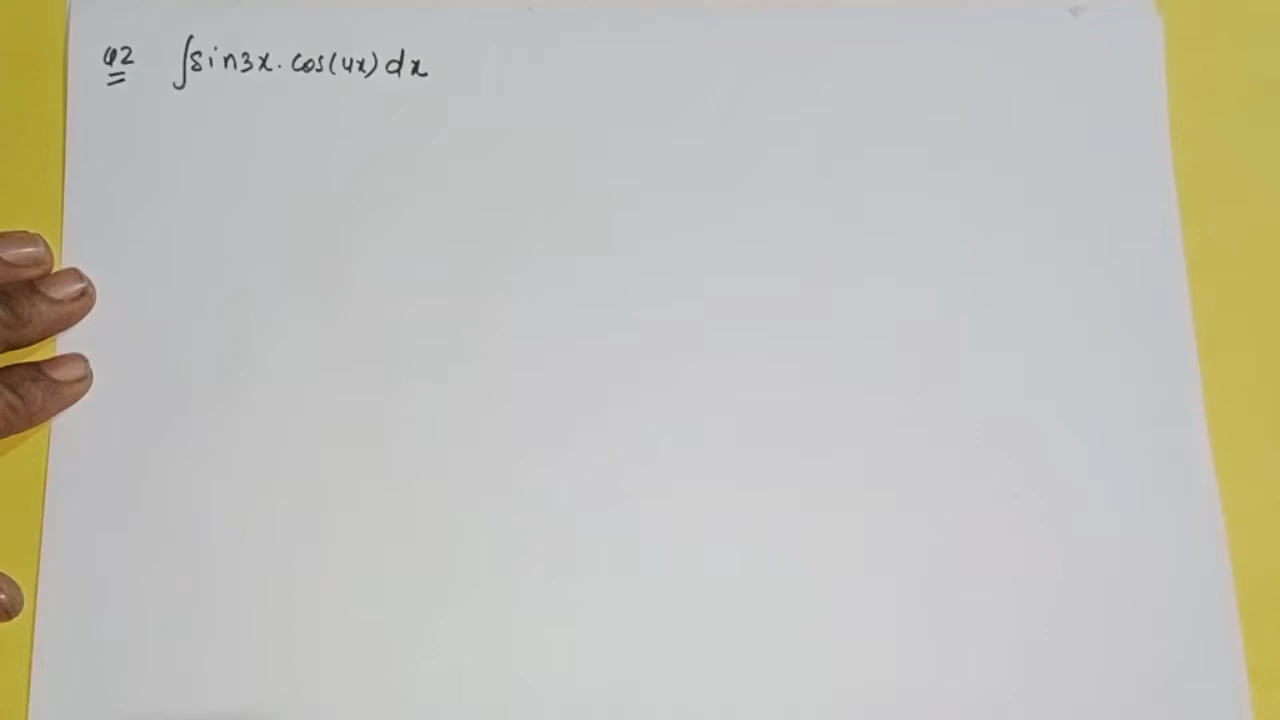 Q2 ∫sin3x. cos(4x) dx